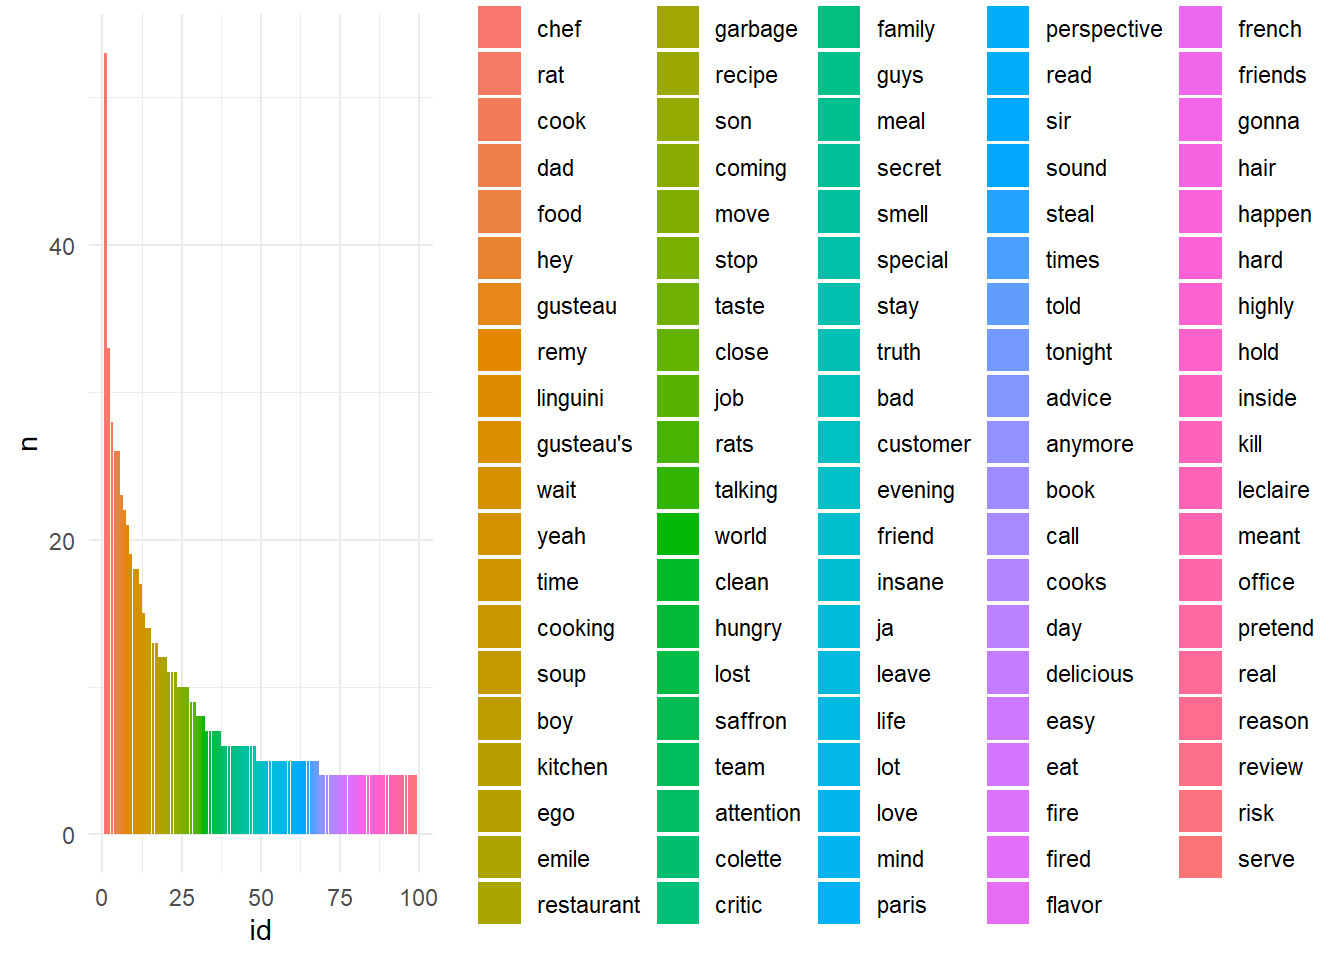 n
40
20
0
0
25
50
75
100
id
chef
rat
cook
dad
food
hey
gusteau
remy
linguini
gusteau's
wait
yeah
time
cooking
soup
boy
kitchen
ego
emile
restaurant
garbage
recipe
son
coming
move
stop
taste
close
job
rats
talking
world
clean
hungry
lost
saffron
team
attention
colette
critic
family
guys
meal
secret
smell
special
stay
truth
bad
customer
evening
friend
insane
ja
leave
life
lot
love
mind
paris
perspective
read
sir
sound
steal
times
told
tonight
advice
anymore
book
call
cooks
day
delicious
easy
eat
fire
fired
flavor
french
friends
gonna
hair
happen
hard
highly
hold
inside
kill
leclaire
meant
office
pretend
real
reason
review
risk
serve